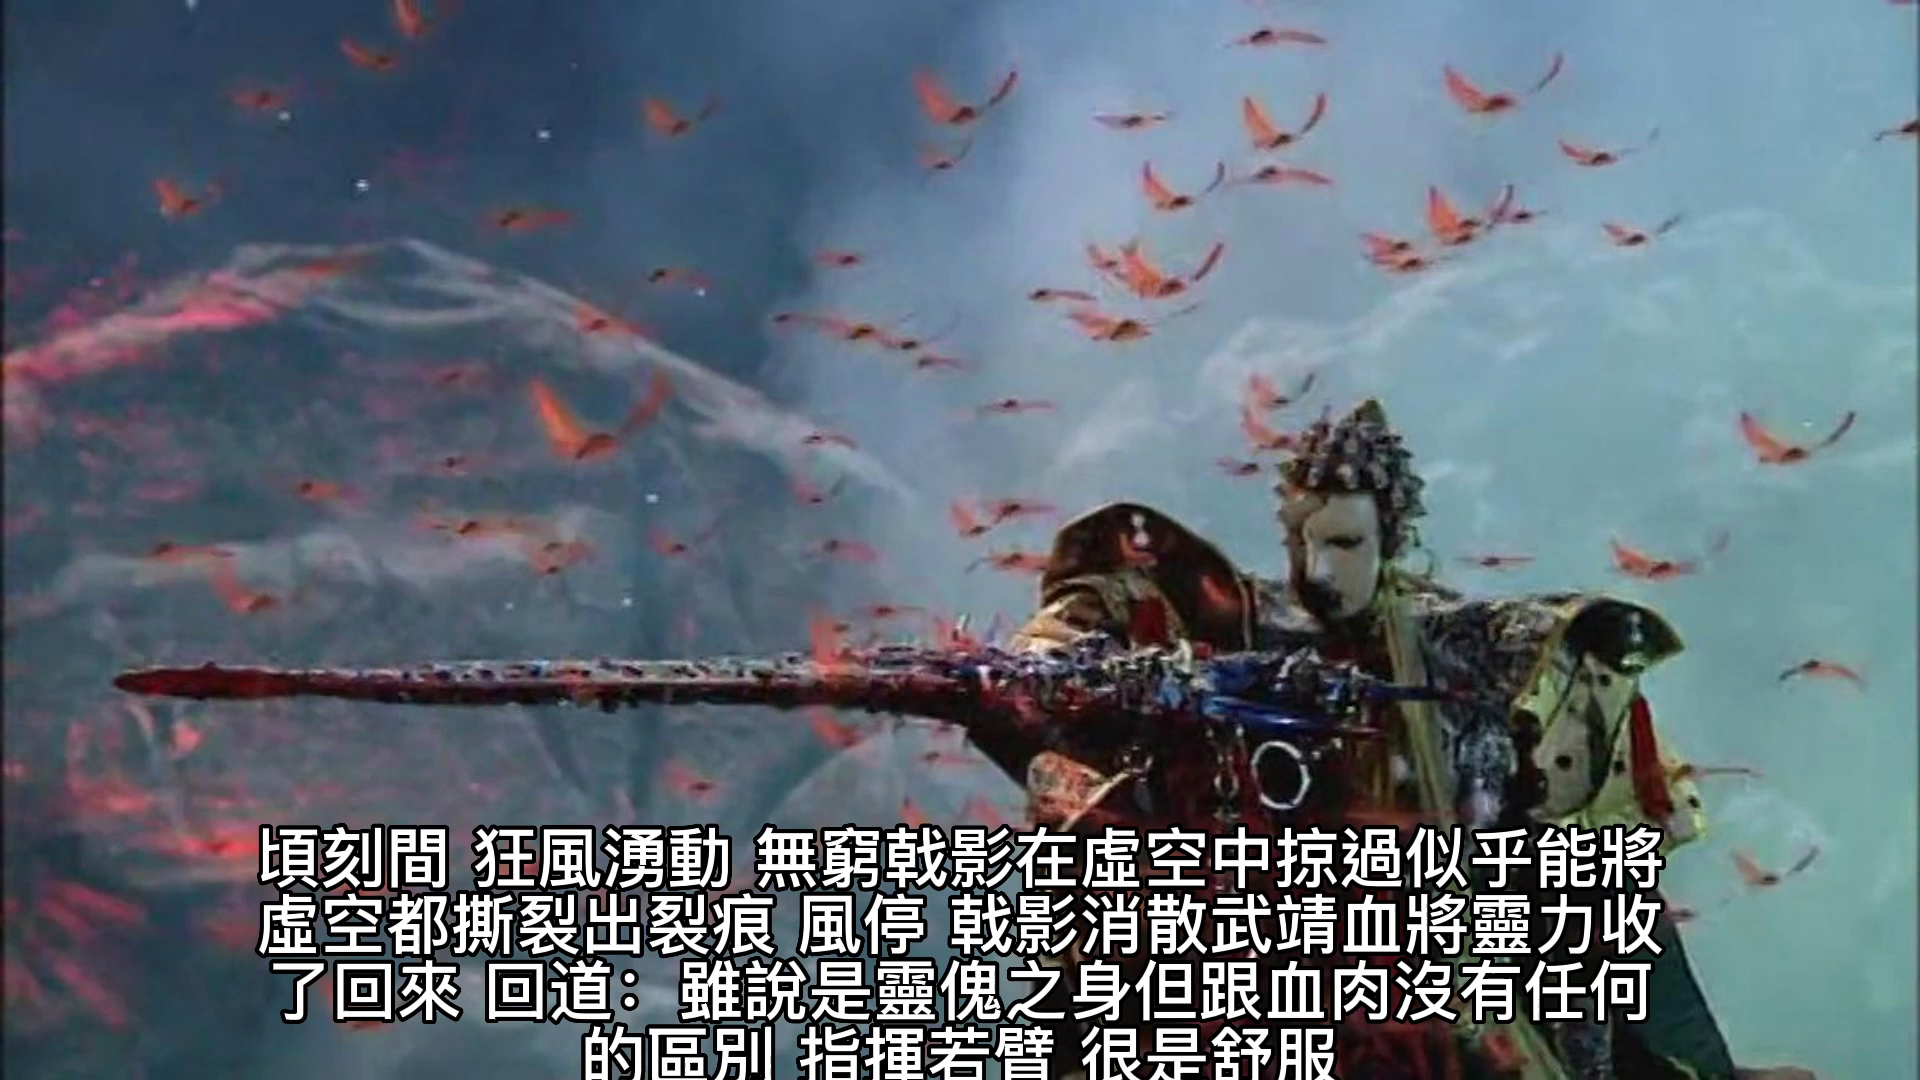 頃刻間 狂風湧動 無窮戟影在虛空中掠過似乎能將
虛空都撕裂出裂痕 風停 戟影消散武靖血將靈力收
了回來 回道：雖說是靈傀之身但跟血肉沒有任何
的區別 指揮若臂 很是舒服